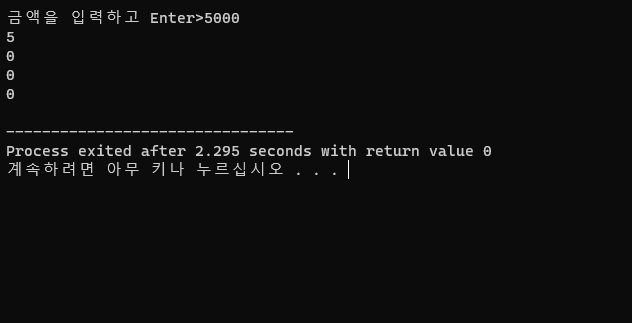 금액을 입력하고 Enter>5000
5
0
0
0
--------------------------------
Process exited after 2.295 seconds with return value 0
계속하려면 아무 키나 누르십시오 . . .